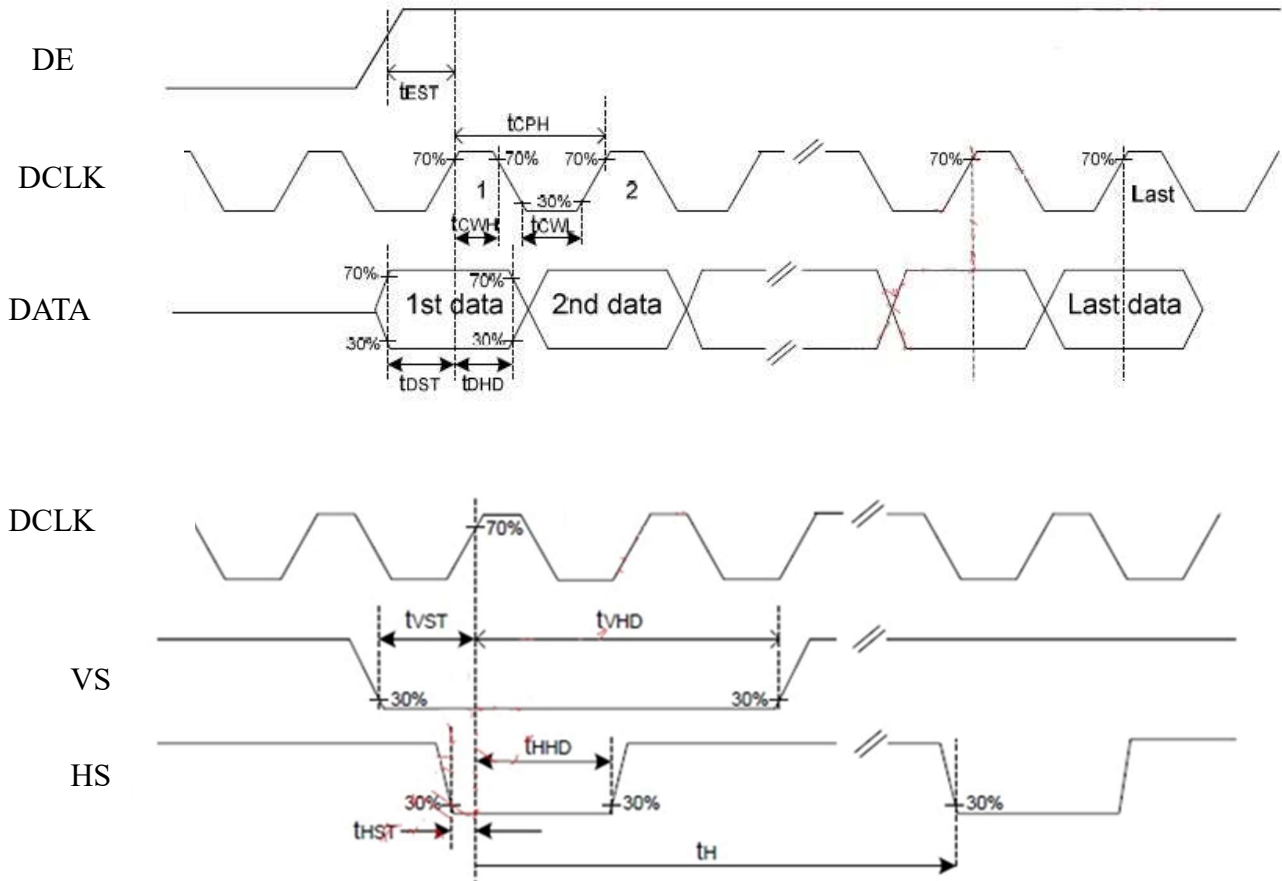 DE
tEST
tCPH
DCLK
70%
70%
70%
70%
70%
1
2
Last
30%
tCWH
tCWL
DATA
70%
70%
1st data
2nd data
Last data
30%
30%
tDST
tDHD
DCLK
70%
tVST
tVHD
VS
30%
30%
tHHD
HS
30%
30%
30%
tHST
tH